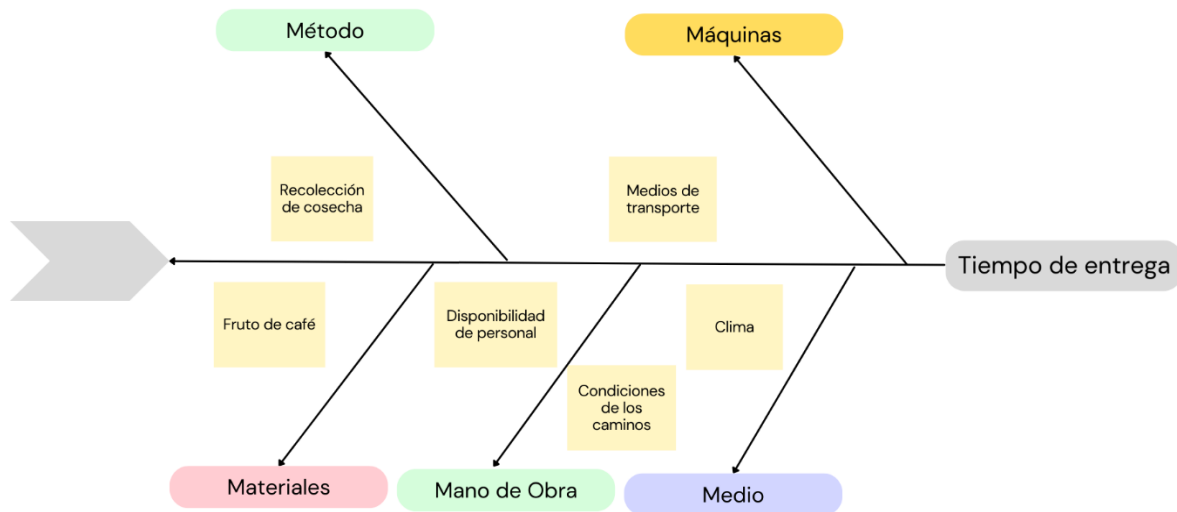 Método
Máquinas
Recolección
de cosecha
Medios de
transporte
Tiempo de entrega
Fruto de café
Disponibilidad
de personal
Clima
Condiciones
de los
caminos
Materiales
Mano de Obra
Medio